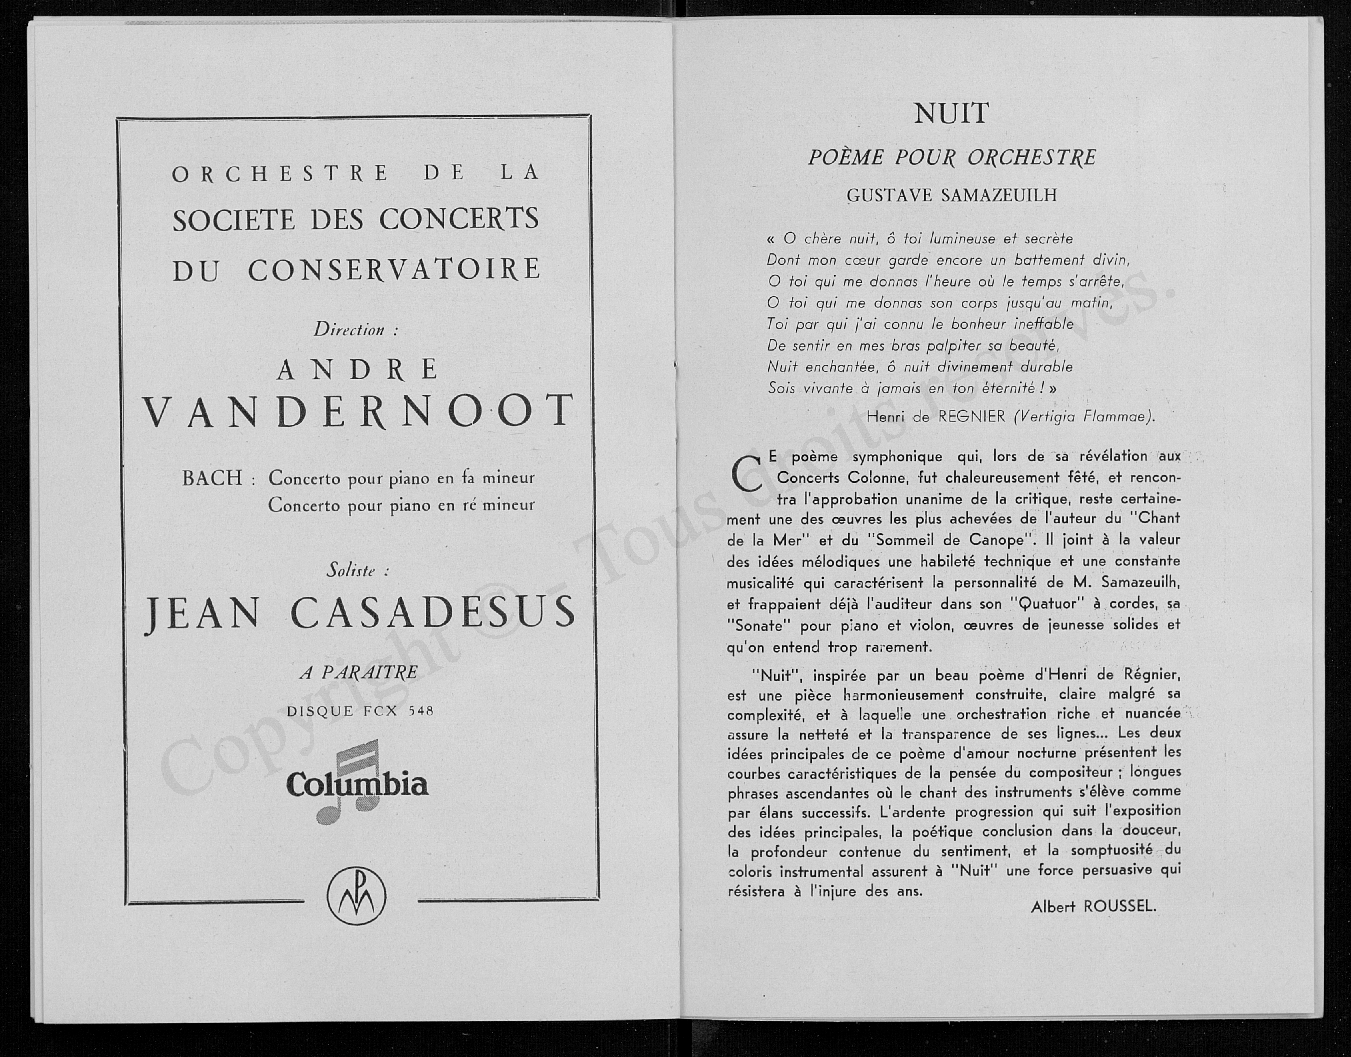 ORCHESTRE DE LA
SOCIETE DES CONCERTS
DU CONSERVATOIRE
Direction :
ANDRE
VANDERNOOT
BACH : Concerto pour piano en fa mineur
Concerto pour piano en ré mineur
Soliste :
JEAN CASADESUS
A PARAITRE
DISQUE FCX 548
Columbia
NUIT
POÈME POUR ORCHESTRE
GUSTAVE SAMAZEUILH
« O chère nuit, ô toi lumineuse et secrète
Dont mon cœur garde encore un battement divin,
O toi qui me donnas l'heure où le temps s'arrête,
O toi qui me donnas son corps jusqu'au matin,
Toi par qui j'ai connu le bonheur ineffable
De sentir en mes bras palpiter sa beauté,
Nuit enchantée, ô nuit divinement durable
Sois vivante à jamais en ton éternité ! »
Henri de REGNIER (Vertigia Flammae).
CE poème symphonique qui, lors de sa révélation aux
Concerts Colonne, fut chaleureusement fêté, et rencon-
tra l'approbation unanime de la critique, reste certaine-
ment une des œuvres les plus achevées de l'auteur du "Chant
de la Mer" et du "Sommeil de Canope". Il joint à la valeur
des idées mélodiques une habileté technique et une constante
musicalité qui caractérisent la personnalité de M. Samazeuilh,
et frappaient déjà l'auditeur dans son "Quatuor" à cordes, sa
"Sonate" pour piano et violon, œuvres de jeunesse solides et
qu'on entend trop rarement.
"Nuit", inspirée par un beau poème d'Henri de Régnier,
est une pièce harmonieusement construite, claire malgré sa
complexité, et à laquelle une orchestration riche et nuancée
assure la netteté et la transparence de ses lignes... Les deux
idées principales de ce poème d'amour nocturne présentent les
courbes caractéristiques de la pensée du compositeur ; longues
phrases ascendantes où le chant des instruments s'élève comme
par élans successifs. L'ardente progression qui suit l'exposition
des idées principales, la poétique conclusion dans la douceur,
la profondeur contenue du sentiment, et la somptuosité du
coloris instrumental assurent à "Nuit" une force persuasive qui
résistera à l'injure des ans.
Albert ROUSSEL.
Copyright © - Tous droits réservés.